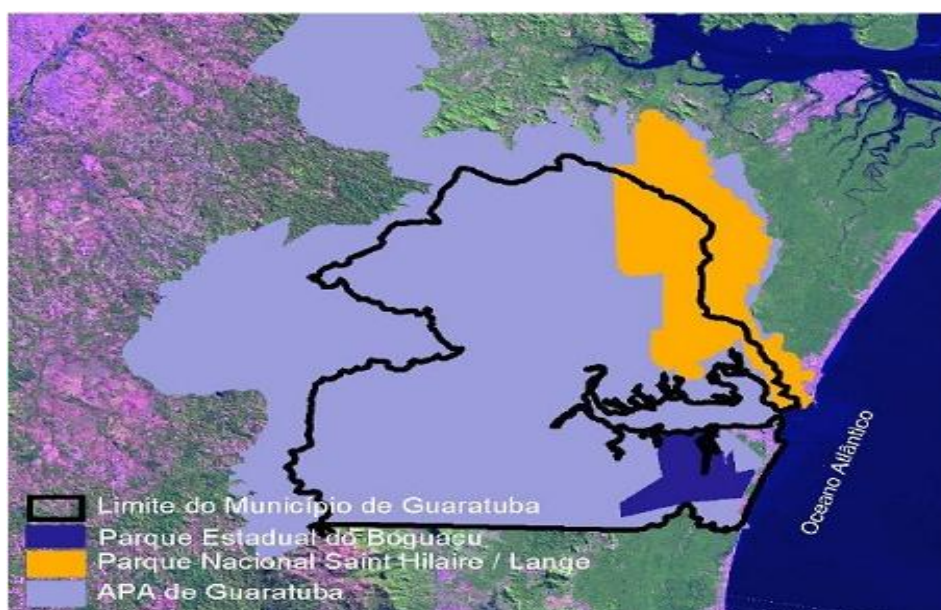 Oceano Atlântico
Limite do Município de Guaratuba
Parque Estadual do Boguaçu
Parque Nacional Saint Hilaire / Lange
APA de Guaratuba